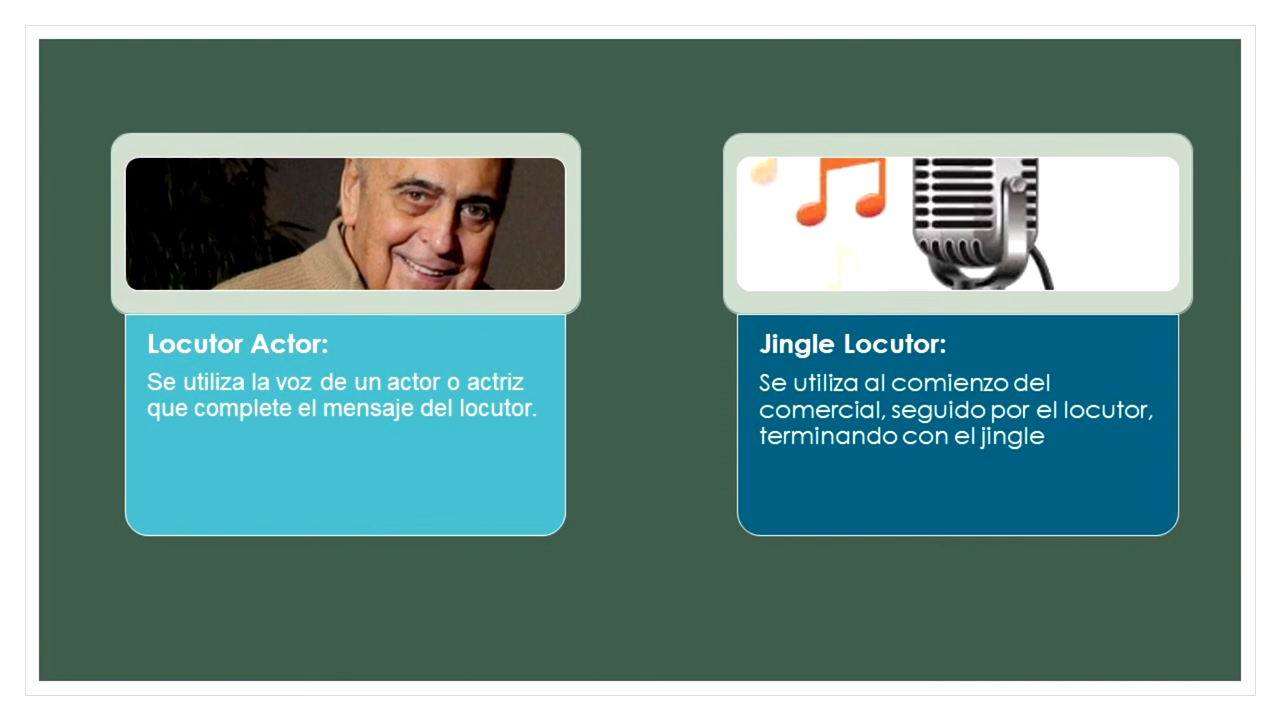 Locutor Actor:
Se utiliza la voz de un actor o actriz
que complete el mensaje del locutor.
Jingle Locutor:
Se utiliza al comienzo del
comercial, seguido por el locutor,
terminando con el jingle